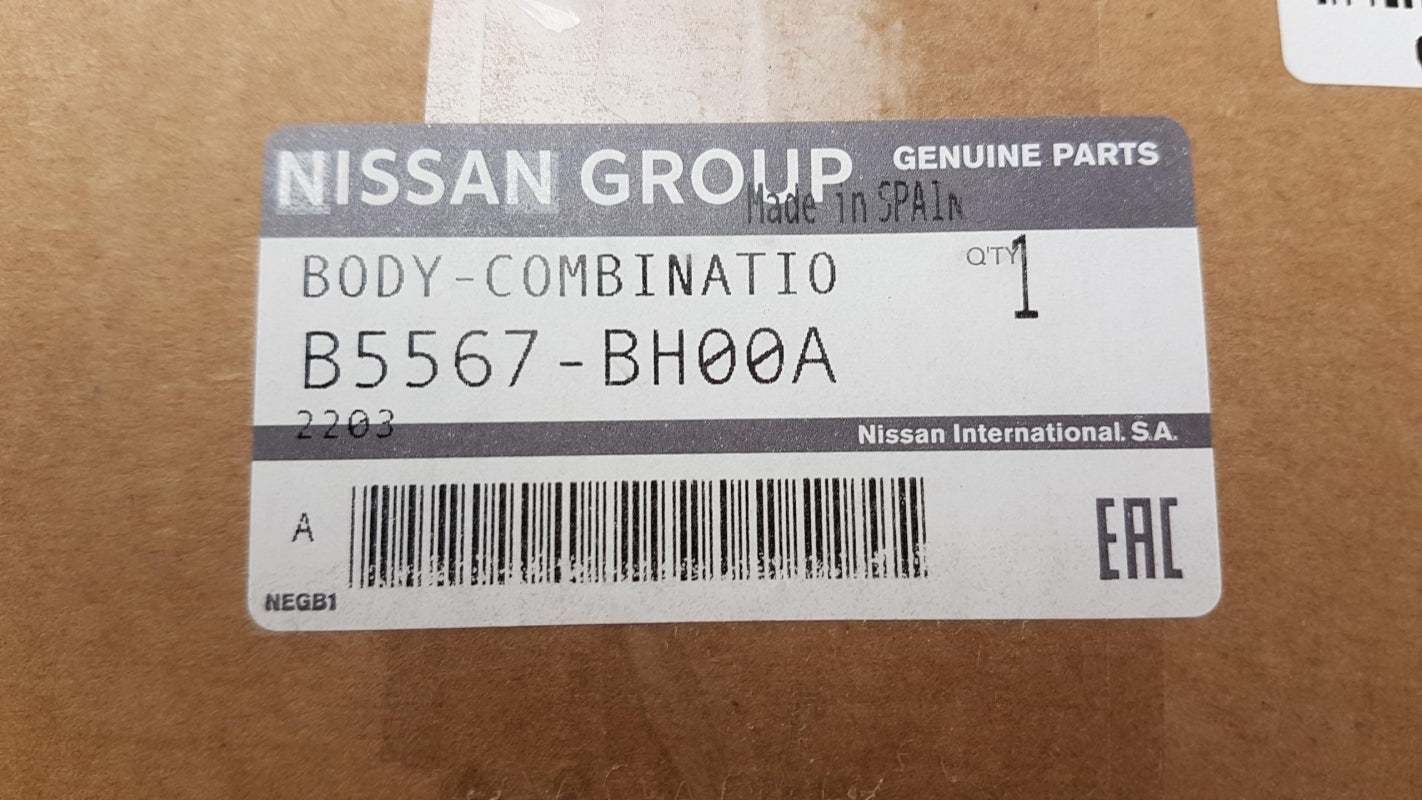 NISSAN GROUP GENUINE PARTS
Made in SPAIN
BODY-COMBINATIO Q'TY 1
B5567-BH00A
2203
Nissan International. S.A.
A
EAC
NEGB1